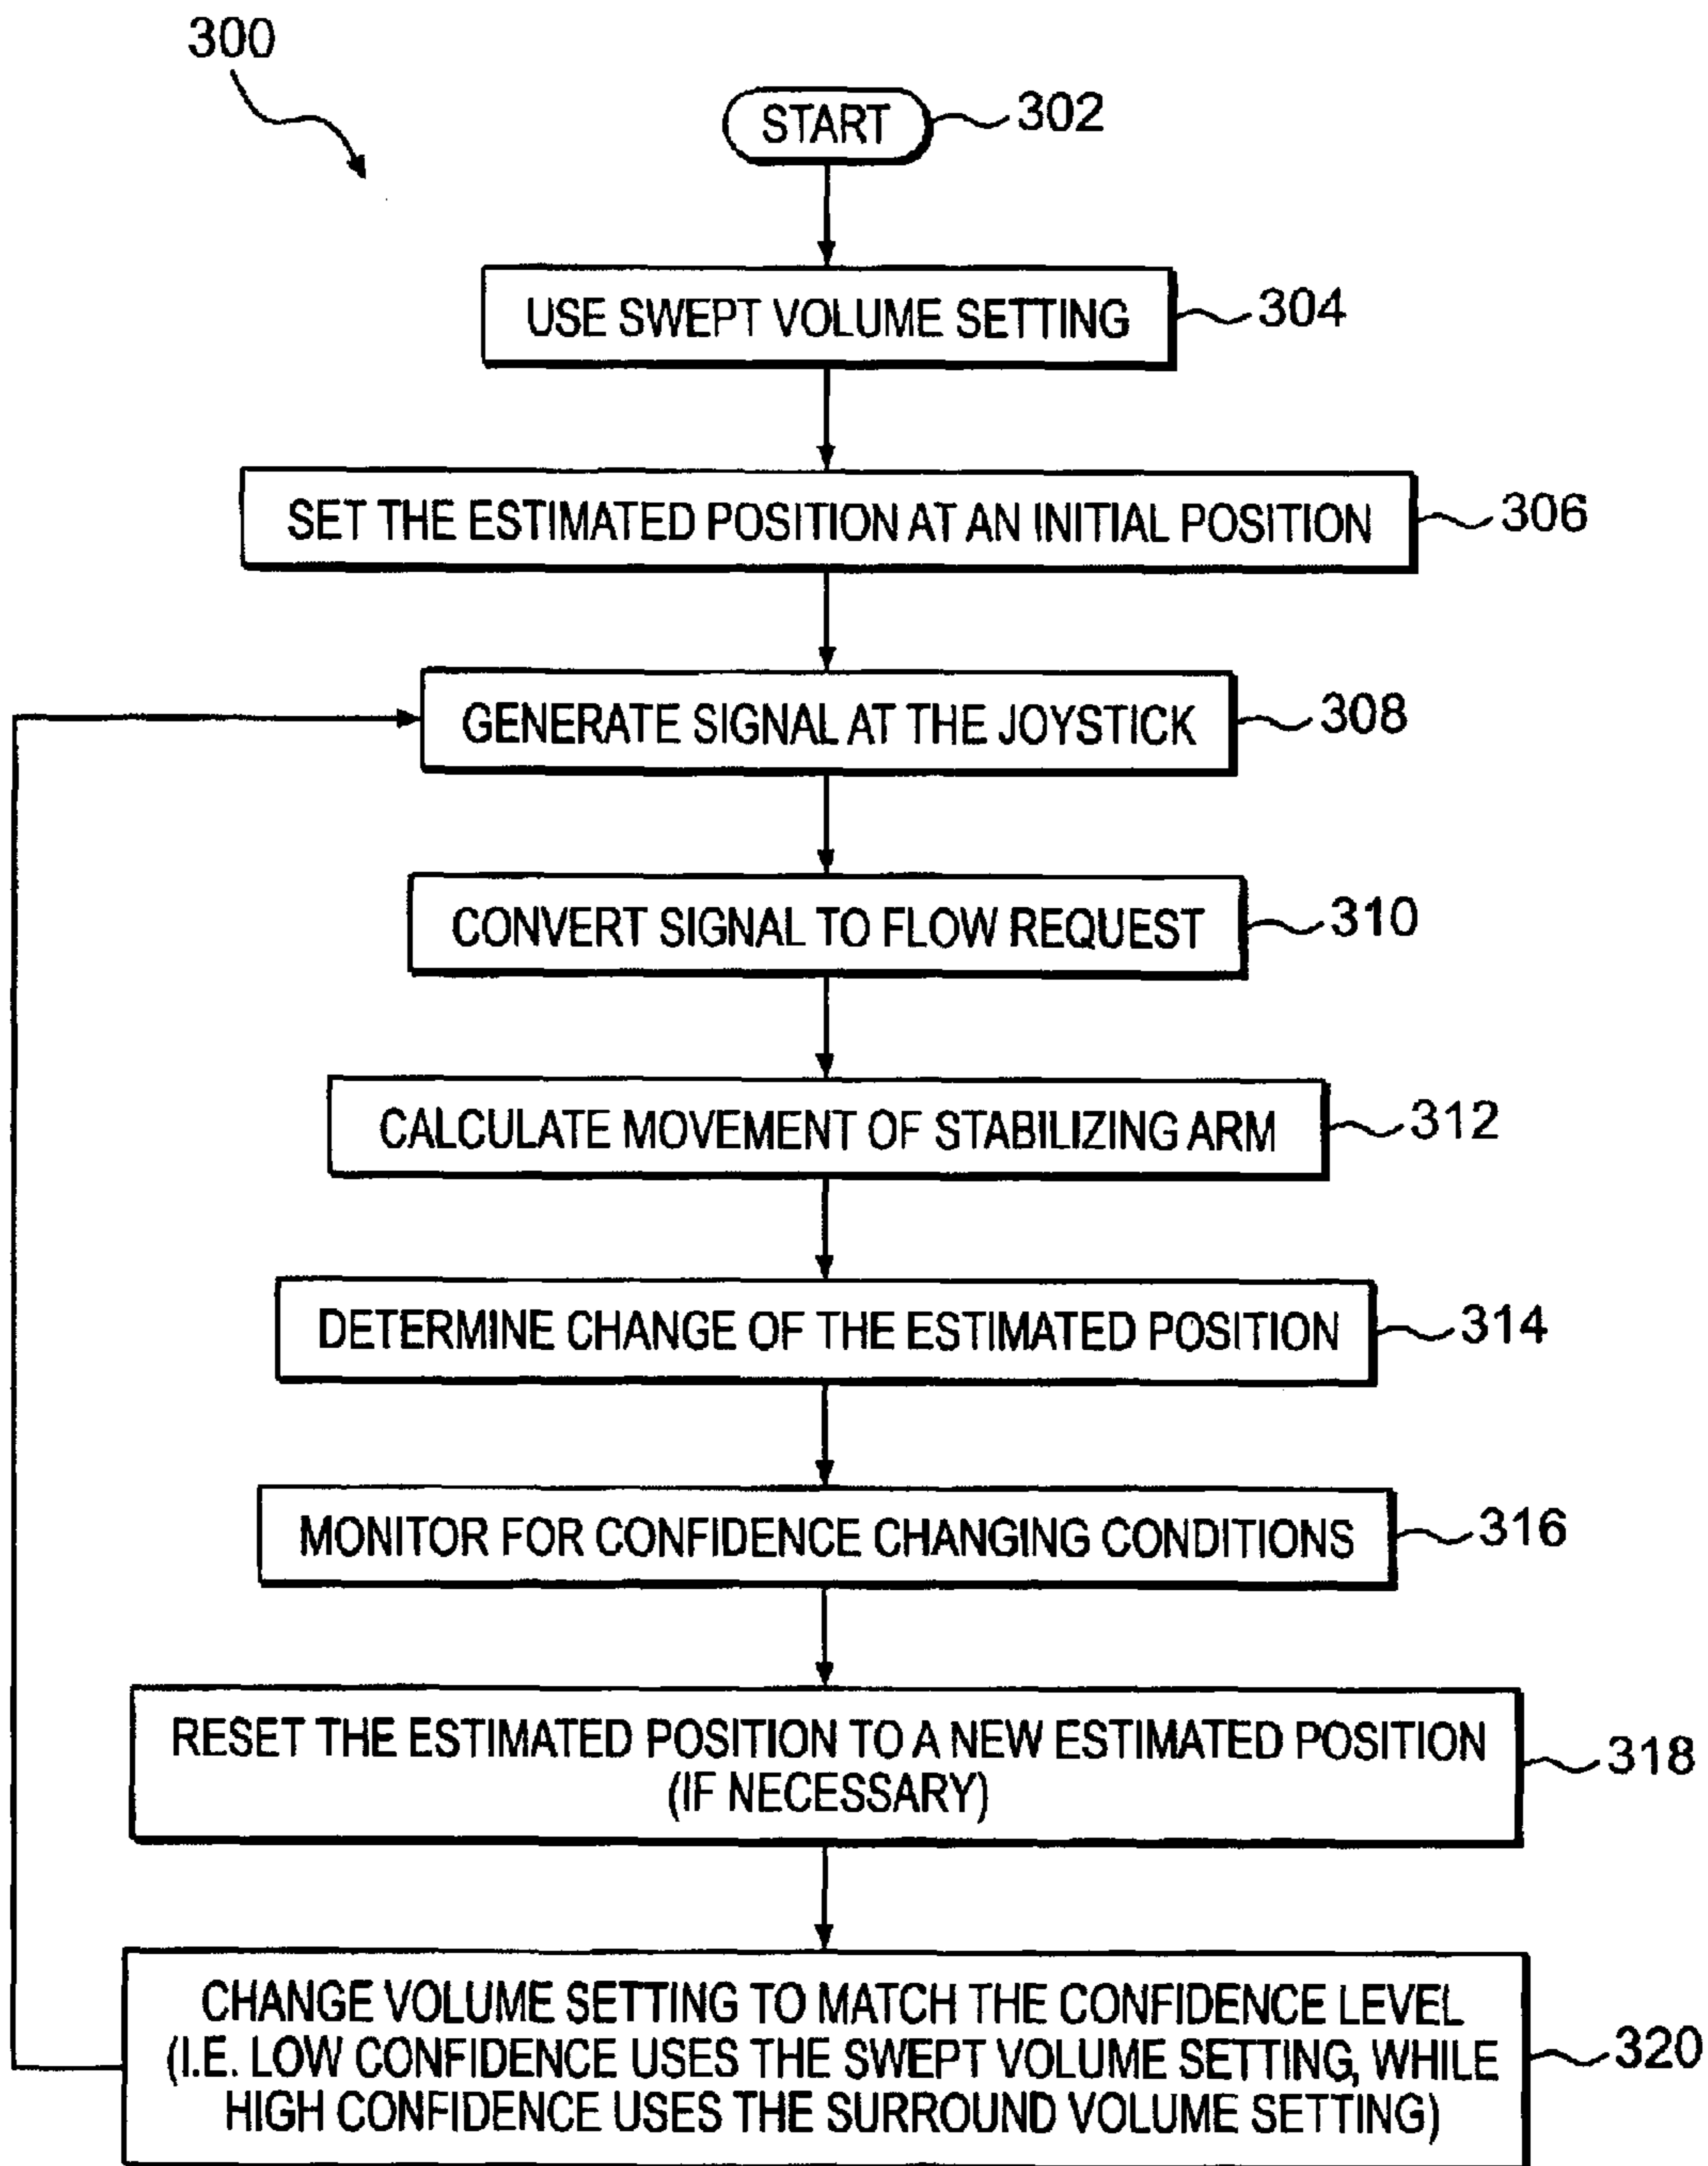 300
START
302
USE SWEPT VOLUME SETTING
304
SET THE ESTIMATED POSITION AT AN INITIAL POSITION
306
GENERATE SIGNAL AT THE JOYSTICK
308
CONVERT SIGNAL TO FLOW REQUEST
310
CALCULATE MOVEMENT OF STABILIZING ARM
312
DETERMINE CHANGE OF THE ESTIMATED POSITION
314
MONITOR FOR CONFIDENCE CHANGING CONDITIONS
316
RESET THE ESTIMATED POSITION TO A NEW ESTIMATED POSITION
(IF NECESSARY)
318
CHANGE VOLUME SETTING TO MATCH THE CONFIDENCE LEVEL
(I.E. LOW CONFIDENCE USES THE SWEPT VOLUME SETTING, WHILE
HIGH CONFIDENCE USES THE SURROUND VOLUME SETTING)
320